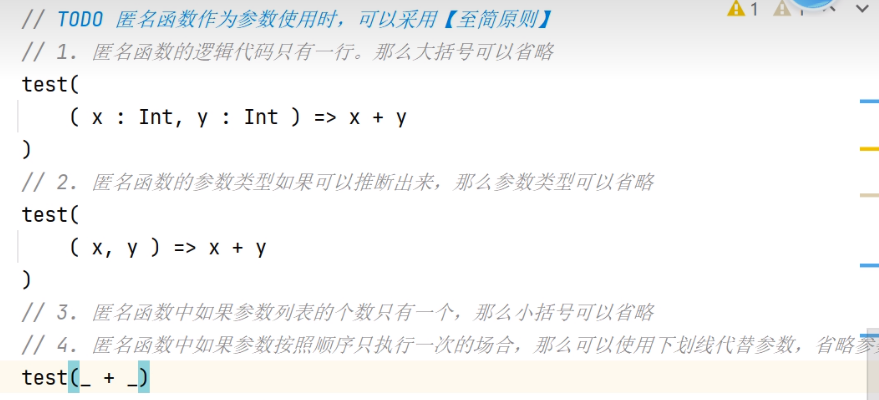 // TODO 匿名函数作为参数使用时，可以采用【至简原则】
1
1
// 1. 匿名函数的逻辑代码只有一行。那么大括号可以省略
test(
( x : Int, y : Int ) => x + y
)
// 2. 匿名函数的参数类型如果可以推断出来，那么参数类型可以省略
test(
( x, y ) => x + y
)
// 3. 匿名函数中如果参数列表的个数只有一个，那么小括号可以省略
// 4. 匿名函数中如果参数按照顺序只执行一次的场合，那么可以使用下划线代替参数，省略参
test(_ + _)